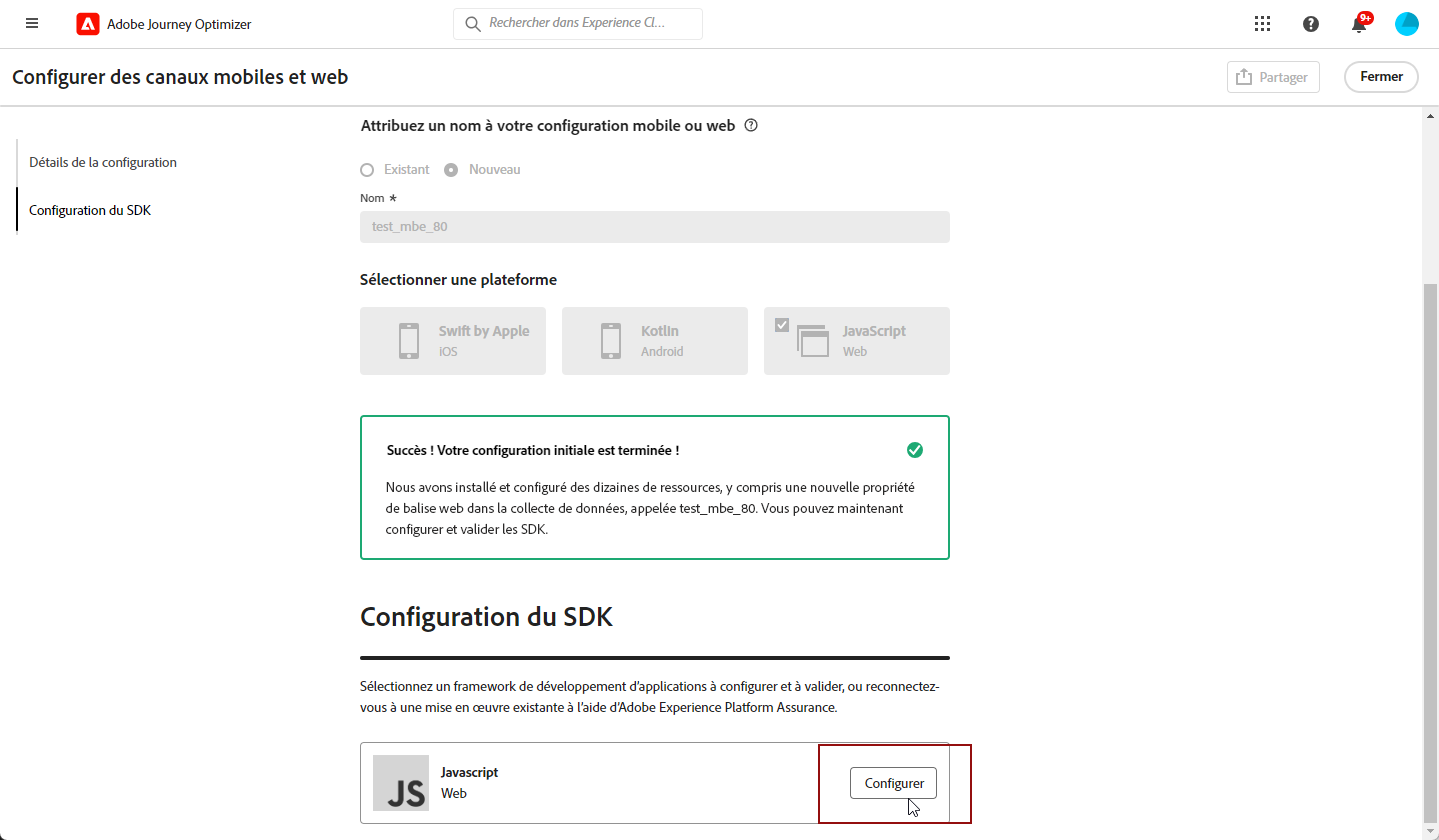 Adobe Journey Optimizer
Rechercher dans Experience Cl...
9+
Configurer des canaux mobiles et web
Partager
Fermer
Détails de la configuration
Configuration du SDK
Attribuez un nom à votre configuration mobile ou web
Existant
Nouveau
Nom *
test_mbe_80
Sélectionner une plateforme
Swift by Apple
iOS
Kotlin
Android
JavaScript
Web
Succès ! Votre configuration initiale est terminée !
Nous avons installé et configuré des dizaines de ressources, y compris une nouvelle propriété
de balise web dans la collecte de données, appelée test_mbe_80. Vous pouvez maintenant
configurer et valider les SDK.
Configuration du SDK
Sélectionnez un framework de développement d'applications à configurer et à valider, ou reconnectez-
vous à une mise en œuvre existante à l'aide d'Adobe Experience Platform Assurance.
JS
Javascript
Web
Configurer